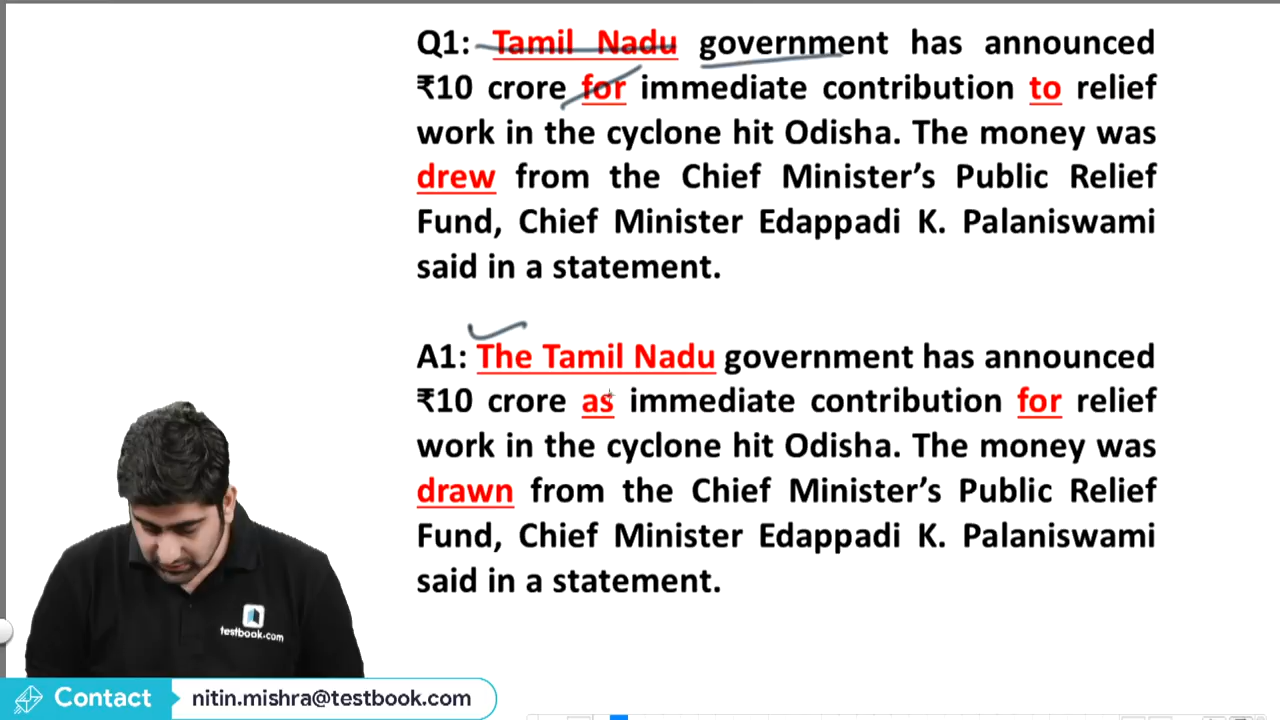 Q1: Tamil Nadu government has announced
₹10 crore for immediate contribution to relief
work in the cyclone hit Odisha. The money was
drew from the Chief Minister’s Public Relief
Fund, Chief Minister Edappadi K. Palaniswami
said in a statement.
A1: The Tamil Nadu government has announced
₹10 crore as immediate contribution for relief
work in the cyclone hit Odisha. The money was
drawn from the Chief Minister’s Public Relief
Fund, Chief Minister Edappadi K. Palaniswami
said in a statement.
testbook.com
Contact nitin.mishra@testbook.com